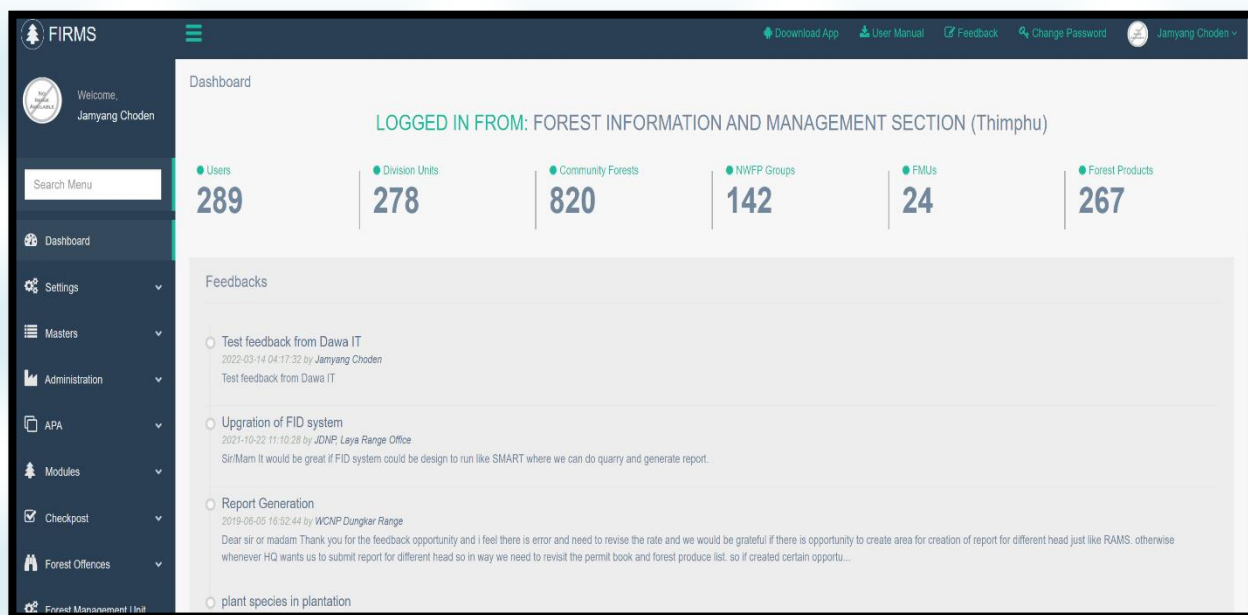 FIRMS
Doownload App
User Manual
Feedback
Change Password
Jamyang Choden
NO IMAGE AVAILABLE
Welcome,
Jamyang Choden
Search Menu
Dashboard
Settings
Masters
Administration
APA
Modules
Checkpost
Forest Offences
Forest Management Unit
Dashboard
LOGGED IN FROM: FOREST INFORMATION AND MANAGEMENT SECTION (Thimphu)
Users
289
Division Units
278
Community Forests
820
NWFP Groups
142
FMUs
24
Forest Products
267
Feedbacks
Test feedback from Dawa IT
2022-03-14 04:17:32 by Jamyang Choden
Test feedback from Dawa IT
Upgration of FID system
2021-10-22 11:10:28 by JDNP, Laya Range Office
Sir/Mam It would be great if FID system could be design to run like SMART where we can do quarry and generate report.
Report Generation
2019-06-05 16:52:44 by WCNP Dungkar Range
Dear sir or madam Thank you for the feedback opportunity and i feel there is error and need to revise the rate and we would be grateful if there is opportunity to create area for creation of report for different head just like RAMS. otherwise
whenever HQ wants us to submit report for different head so in way we need to revisit the permit book and forest produce list. so if created certain opportu...
plant species in plantation